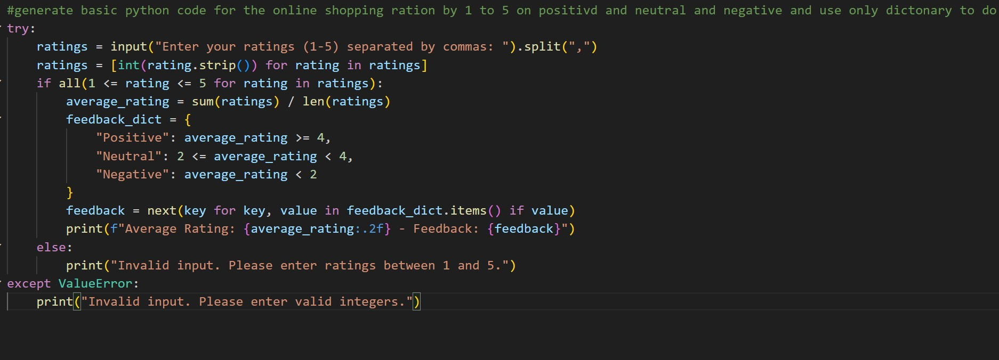 #generate basic python code for the online shopping ration by 1 to 5 on positivd and neutral and negative and use only dictonary to do
try:
    ratings = input("Enter your ratings (1-5) separated by commas: ").split(",")
    ratings = [int(rating.strip()) for rating in ratings]
    if all(1 <= rating <= 5 for rating in ratings):
        average_rating = sum(ratings) / len(ratings)
        feedback_dict = {
            "Positive": average_rating >= 4,
            "Neutral": 2 <= average_rating < 4,
            "Negative": average_rating < 2
        }
        feedback = next(key for key, value in feedback_dict.items() if value)
        print(f"Average Rating: {average_rating:.2f} - Feedback: {feedback}")
    else:
        print("Invalid input. Please enter ratings between 1 and 5.")
except ValueError:
    print("Invalid input. Please enter valid integers.")